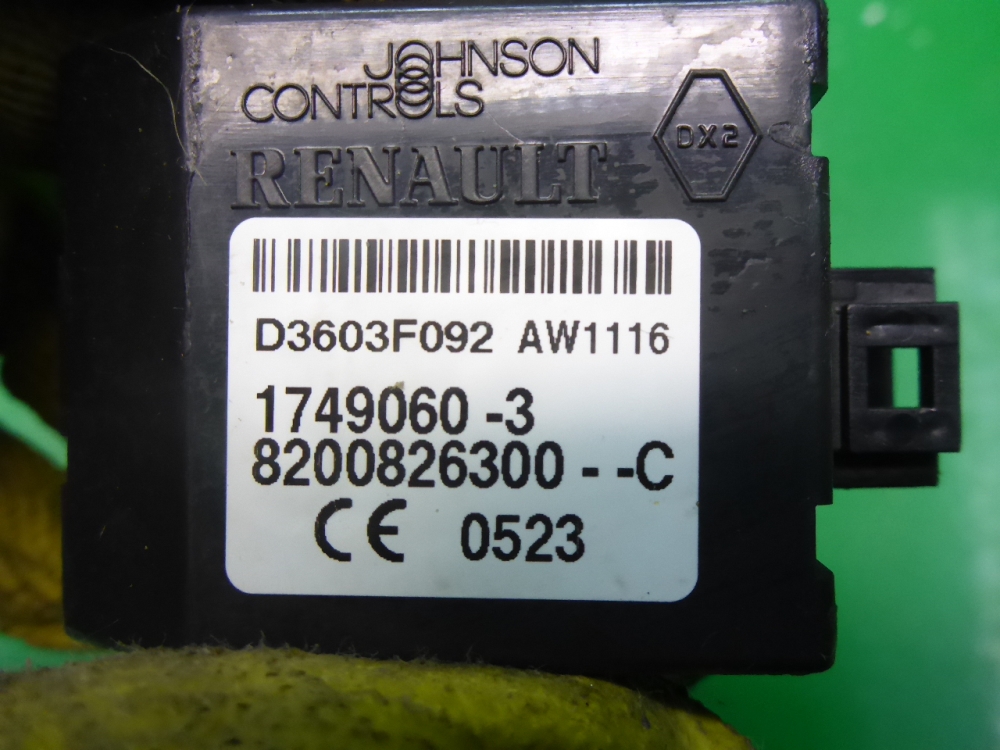 JOHNSON
CONTROLS
DX2
RENAULT
D3603F092 AW1116
1749060 -3
8200826300 - -C
CE 0523